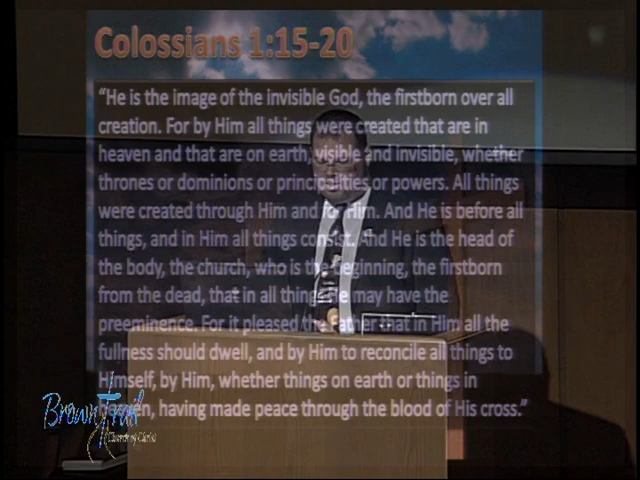 Colossians 1:15-20
“He is the image of the invisible God, the firstborn over all
creation. For by Him all things were created that are in
heaven and that are on earth, visible and invisible, whether
thrones or dominions or principalities or powers. All things
were created through Him and for Him. And He is before all
things, and in Him all things consist. And He is the head of
the body, the church, who is the beginning, the firstborn
from the dead, that in all things He may have the
preeminence. For it pleased the Father that in Him all the
fullness should dwell, and by Him to reconcile all things to
Himself, by Him, whether things on earth or things in
heaven, having made peace through the blood of His cross.”
Brown Trail
Church of Christ